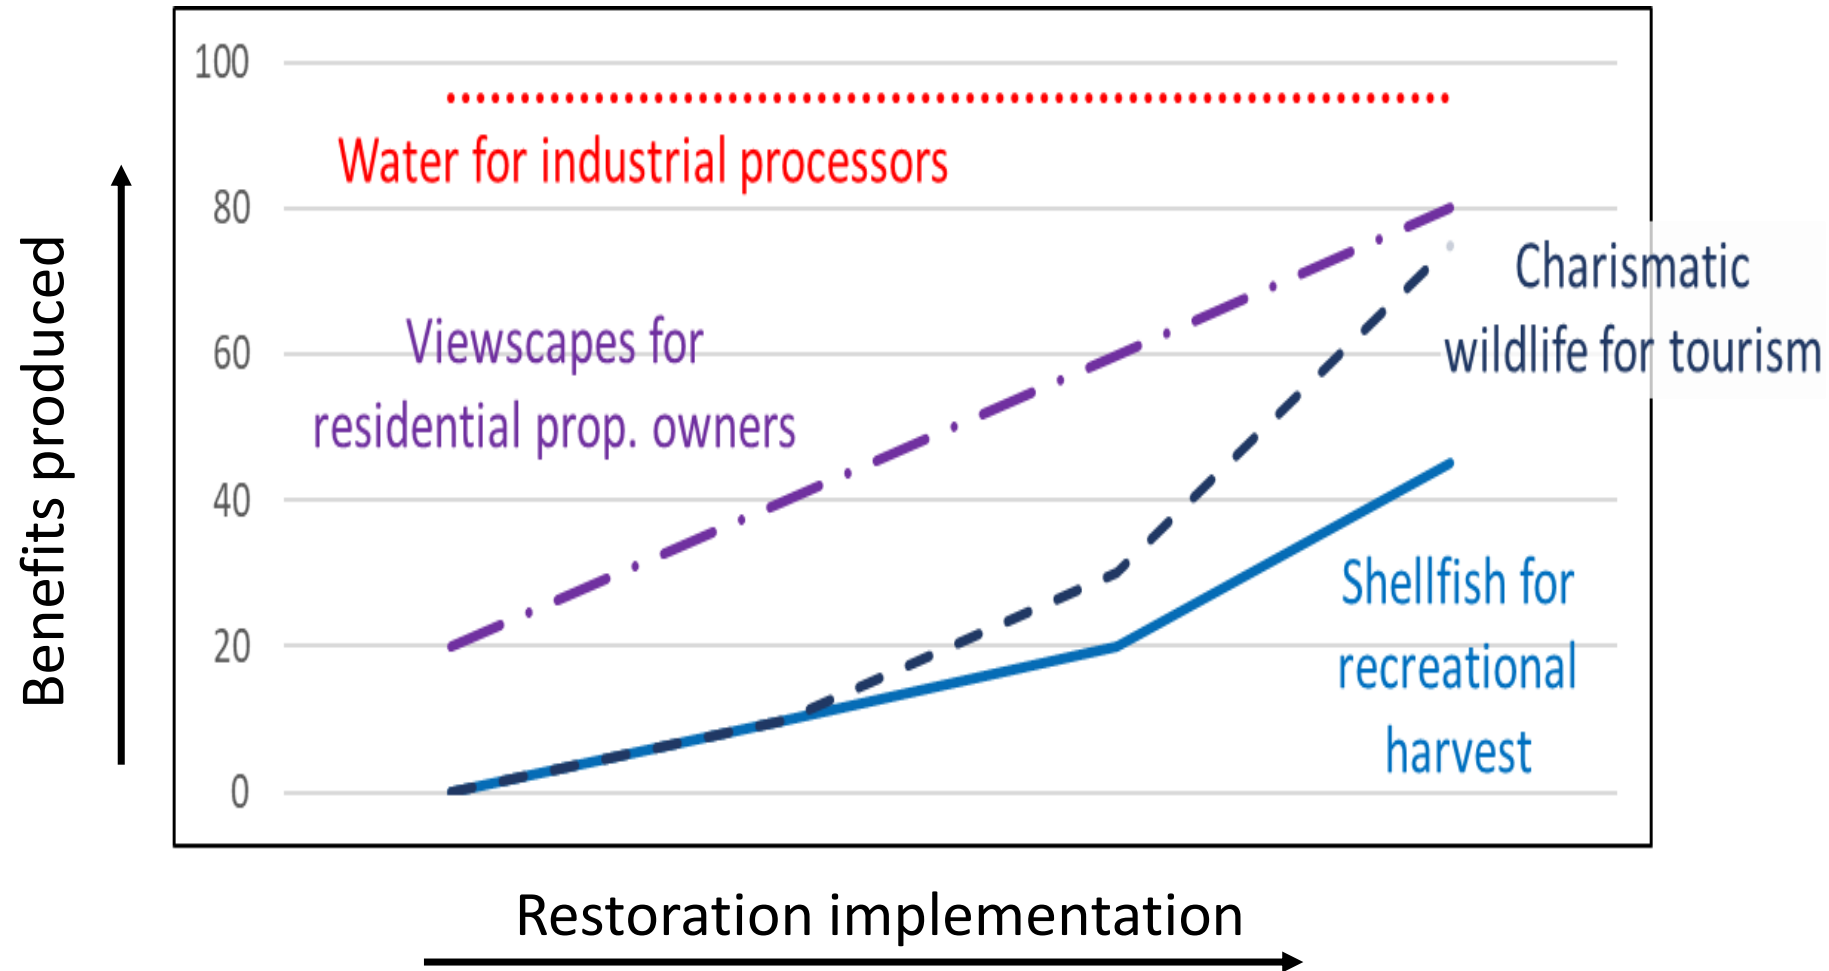 100
Water for industrial processors
80
Charismatic
wildlife for tourism
Viewscapes for
residential prop. owners
60
40
Shellfish for
recreational
harvest
20
0
Benefits produced
Restoration implementation